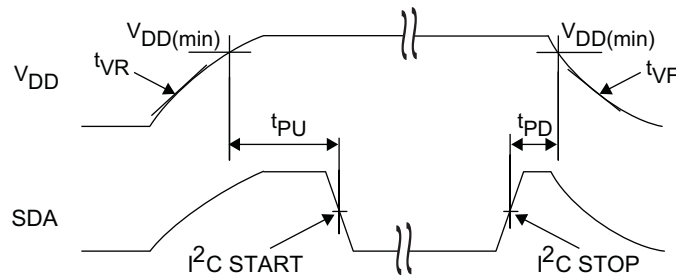 VDD(min)
VDD(min)
tVR
tVF
VDD
tPU
tPD
SDA
I2C START
I2C STOP